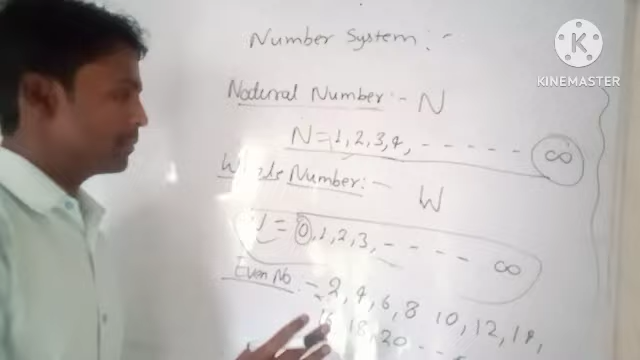 Number System :-
KINEMASTER
Natural Number :- N
N = 1, 2, 3, 4, - - - - - - ∞
Whole Number :- W
= 0, 1, 2, 3, - - - - - ∞
Even No :- 2, 4, 6, 8 10, 12, 14,
16, 18, 20 - - -